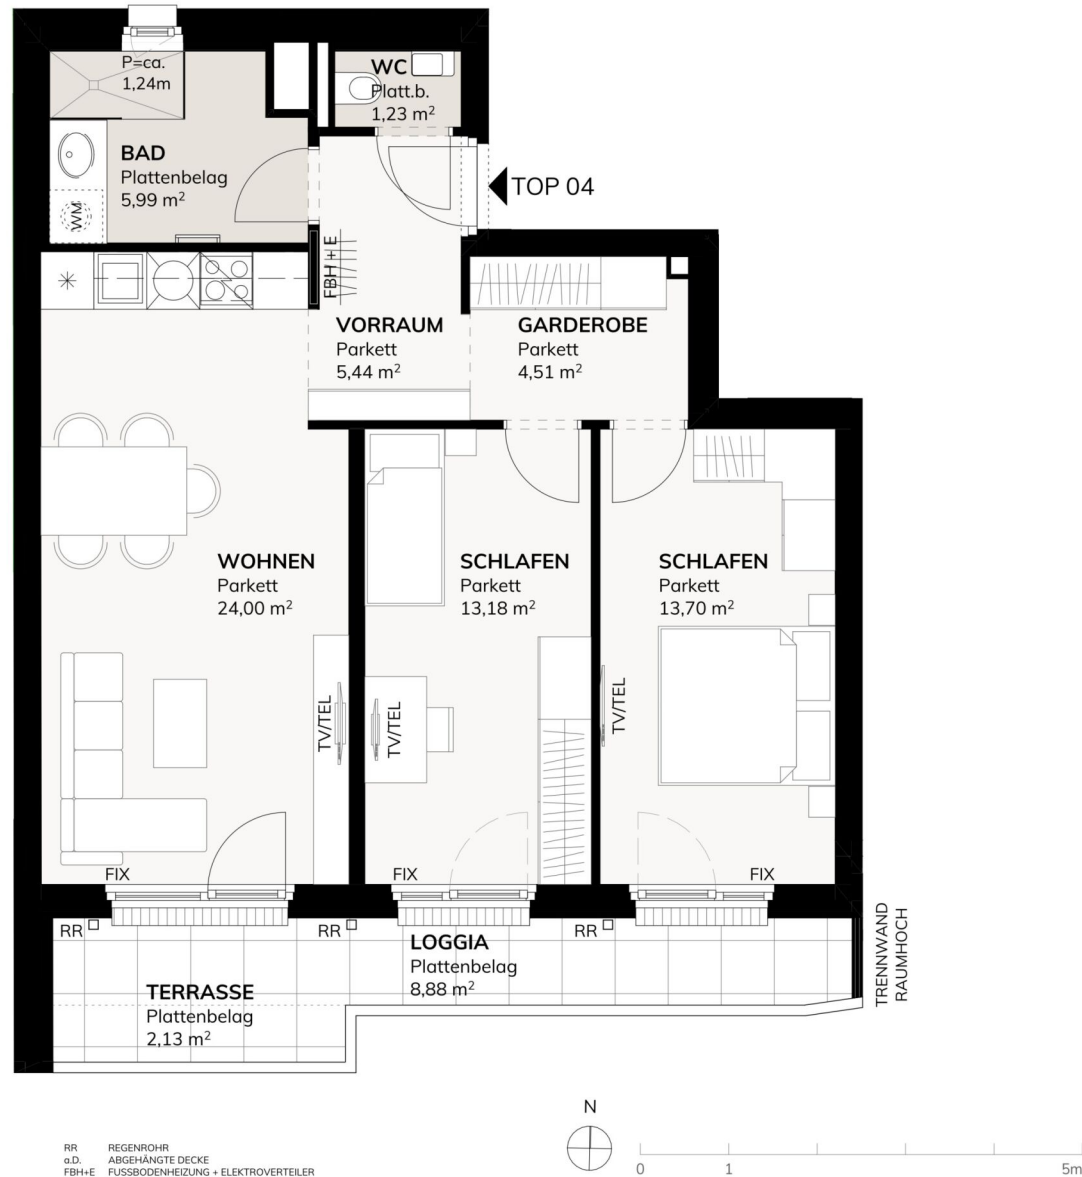 P=ca.
1,24m
WC
Platt.b.
1,23 m²
BAD
Plattenbelag
5,99 m²
WM
TOP 04
FBH + E
VORRAUM
Parkett
5,44 m²
GARDEROBE
Parkett
4,51 m²
WOHNEN
Parkett
24,00 m²
SCHLAFEN
Parkett
13,18 m²
SCHLAFEN
Parkett
13,70 m²
TV/TEL
TV/TEL
TV/TEL
FIX
FIX
FIX
RR
RR
RR
LOGGIA
Plattenbelag
8,88 m²
TERRASSE
Plattenbelag
2,13 m²
TRENNWAND
RAUMHOCH
N
RR REGENROHR
a.D. ABGEHÄNGTE DECKE
FBH+E FUSSBODENHEIZUNG + ELEKTROVERTEILER
0 1 5m